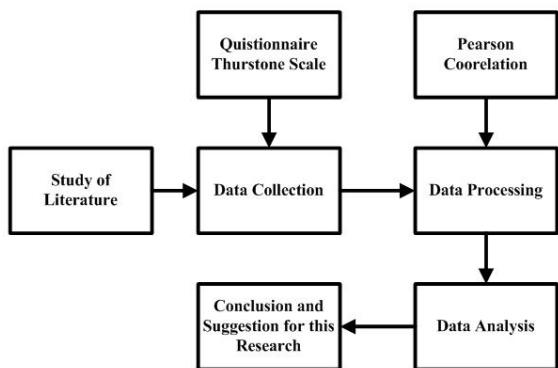 Quistionnaire
Thurstone Scale
Pearson
Coorelation
Study of
Literature
Data Collection
Data Processing
Conclusion and
Suggestion for this
Research
Data Analysis